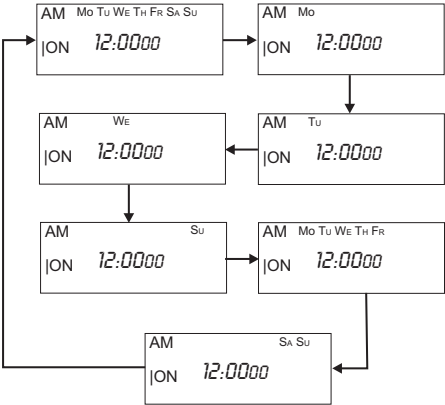 AM Mo Tu We Th Fr Sa Su
|ON 12:0000
AM Mo
|ON 12:0000
AM Tu
|ON 12:0000
AM We
|ON 12:0000
AM Su
|ON 12:0000
AM Mo Tu We Th Fr
|ON 12:0000
AM Sa Su
|ON 12:0000